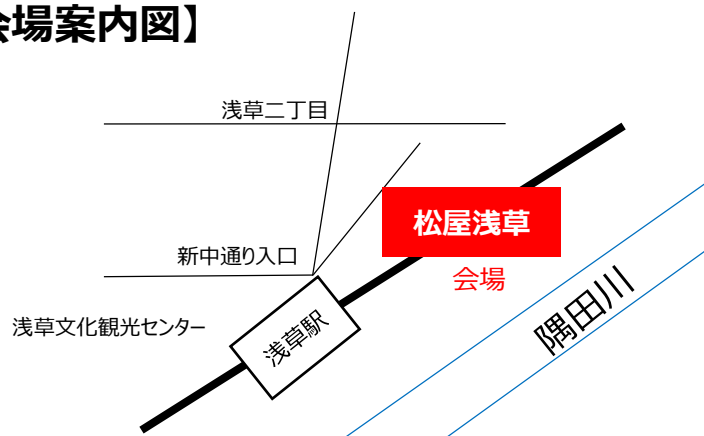 会場案内図】
浅草二丁目
松屋浅草
新中通り入口
会場
浅草文化観光センター
浅草駅
隅田川